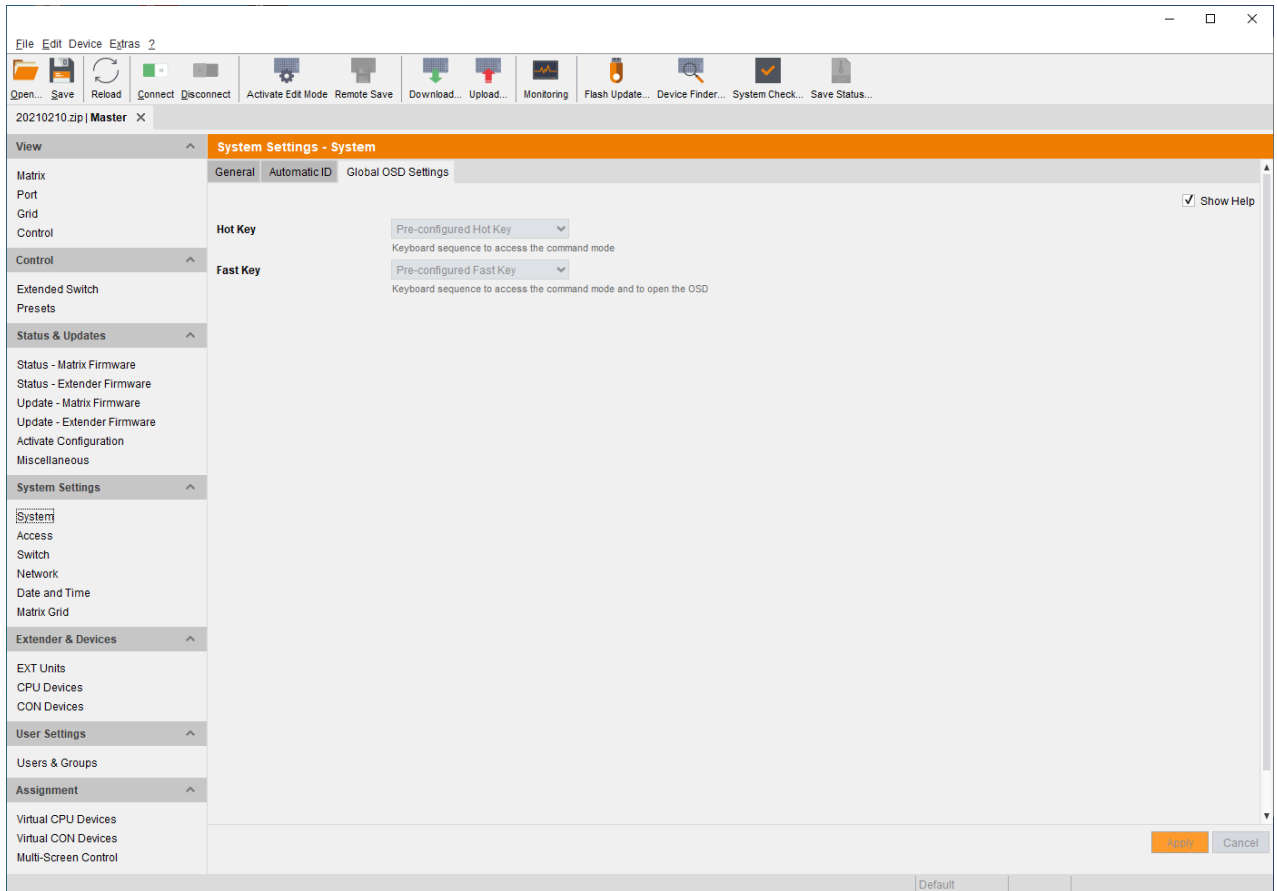 File Edit Device Extras ?
Open... Save Reload Connect Disconnect Activate Edit Mode Remote Save Download... Upload... Monitoring Flash Update... Device Finder... System Check... Save Status...
20210210.zip | Master
View
Matrix
Port
Grid
Control
Control
Extended Switch
Presets
Status & Updates
Status - Matrix Firmware
Status - Extender Firmware
Update - Matrix Firmware
Update - Extender Firmware
Activate Configuration
Miscellaneous
System Settings
System
Access
Switch
Network
Date and Time
Matrix Grid
Extender & Devices
EXT Units
CPU Devices
CON Devices
User Settings
Users & Groups
Assignment
Virtual CPU Devices
Virtual CON Devices
Multi-Screen Control
System Settings - System
General Automatic ID Global OSD Settings
Show Help
Hot Key Pre-configured Hot Key
Keyboard sequence to access the command mode
Fast Key Pre-configured Fast Key
Keyboard sequence to access the command mode and to open the OSD
Apply Cancel
Default